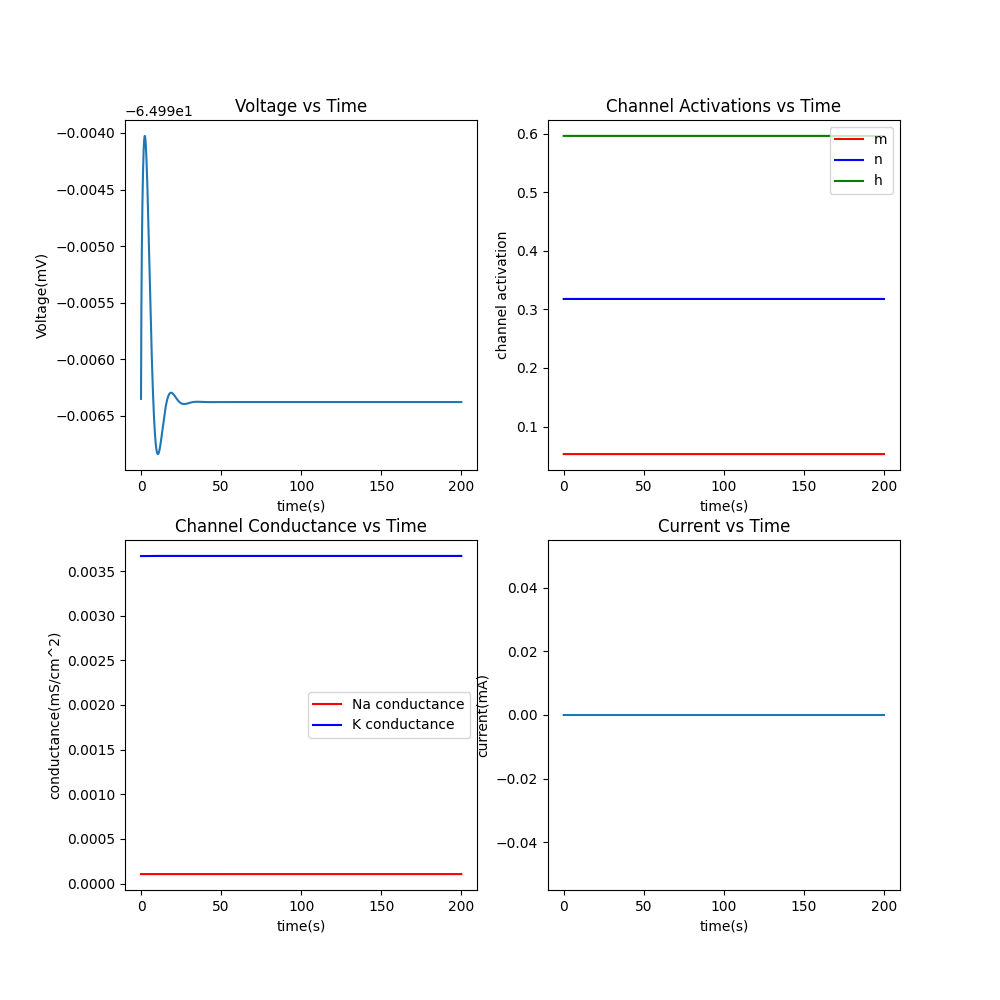 Voltage vs Time
−6.499e1
−0.0040
−0.0045
−0.0050
−0.0055
−0.0060
−0.0065
Voltage(mV)
0 50 100 150 200
time(s)
Channel Activations vs Time
0.6
0.5
0.4
0.3
0.2
0.1
channel activation
m
n
h
0 50 100 150 200
time(s)
Channel Conductance vs Time
0.0035
0.0030
0.0025
0.0020
0.0015
0.0010
0.0005
0.0000
conductance(mS/cm^2)
Na conductance
K conductance
0 50 100 150 200
time(s)
Current vs Time
0.04
0.02
0.00
−0.02
−0.04
current(mA)
0 50 100 150 200
time(s)